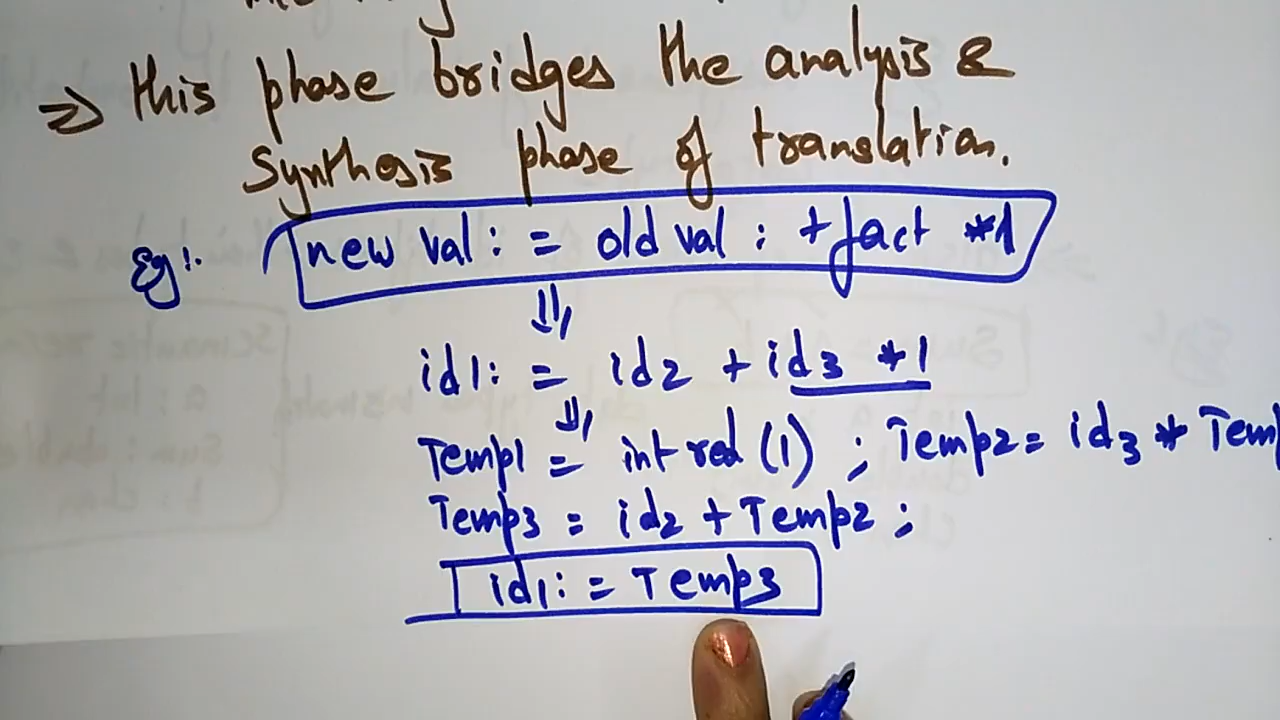 ⇒ this phase bridges the analysis &
Synthesis phase of translation.
Eg:. new val : = old val : + fact *1
⇓
id1: = id2 + id3 *1
⇓
Temp1 = int red (1) ; Temp2 = id3 * Temp
Temp3 = id2 + Temp2 ;
id1: = Temp3